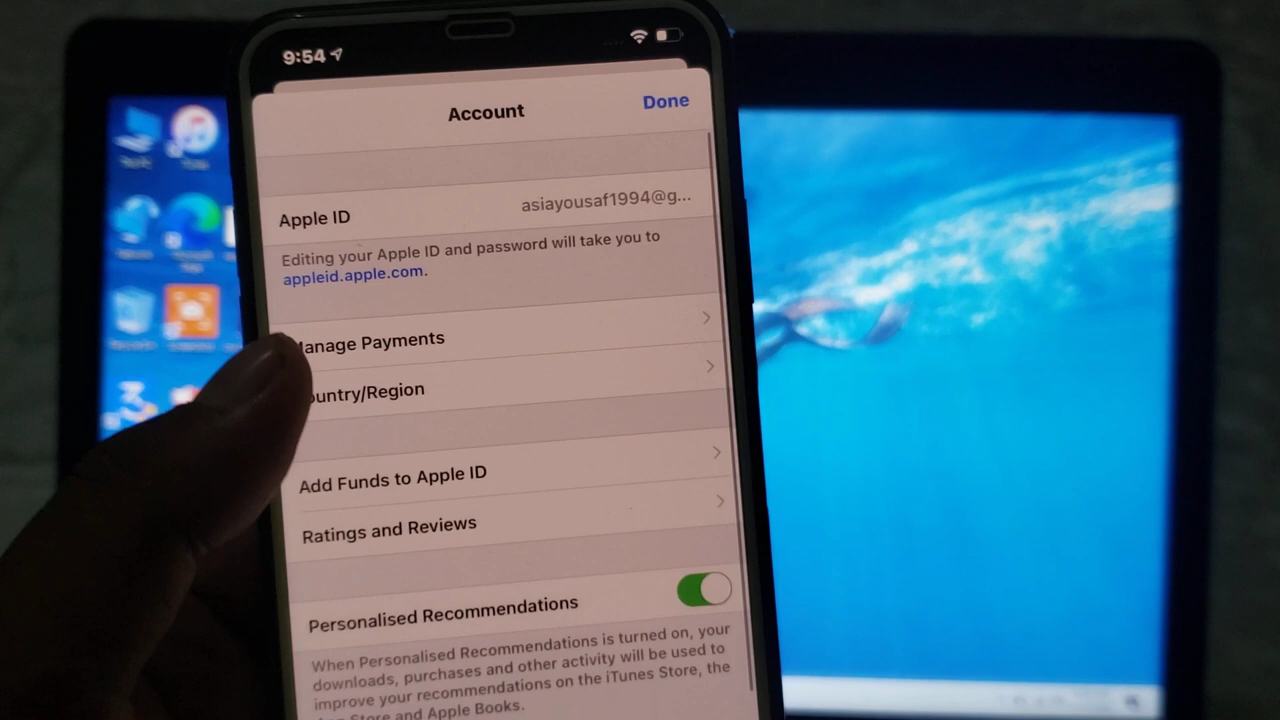 9:54
Account
Done
Apple ID
asiayousaf1994@g...
Editing your Apple ID and password will take you to
appleid.apple.com.
anage Payments
untry/Region
Add Funds to Apple ID
Ratings and Reviews
Personalised Recommendations
When Personalised Recommendations is turned on, your
downloads, purchases and other activity will be used to
improve your recommendations on the iTunes Store, the
Store and Apple Books.